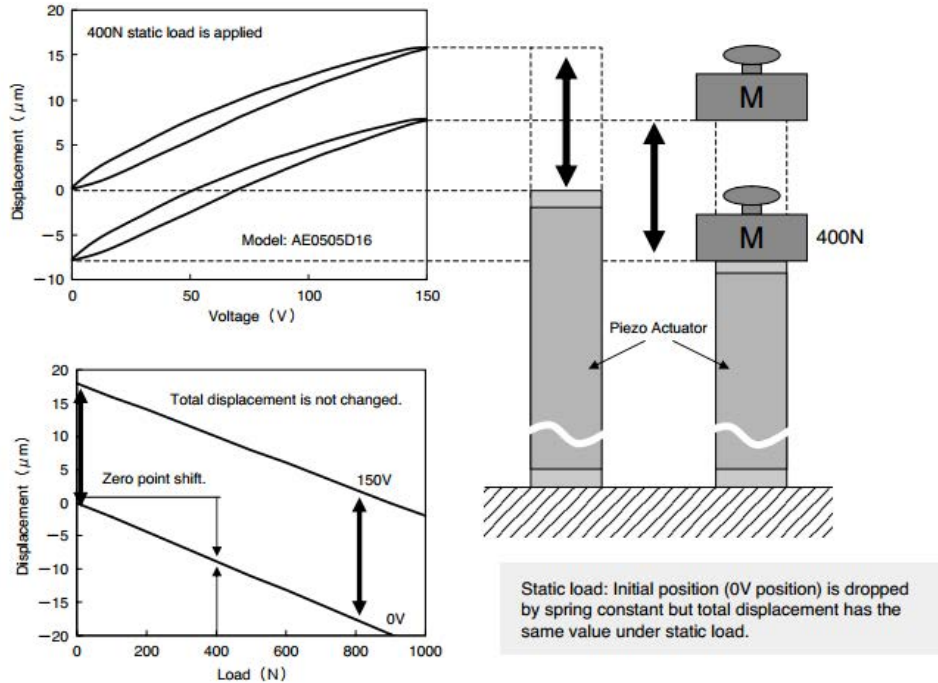 20
15
10
5
0
−5
−10
Displacement (μm)
400N static load is applied
Model: AE0505D16
0
50
100
150
Voltage (V)
M
M
400N
Piezo Actuator
20
15
10
5
0
−5
−10
−15
−20
Displacement (μm)
Total displacement is not changed.
Zero point shift.
150V
0V
0
200
400
600
800
1000
Load (N)
Static load: Initial position (0V position) is dropped
by spring constant but total displacement has the
same value under static load.